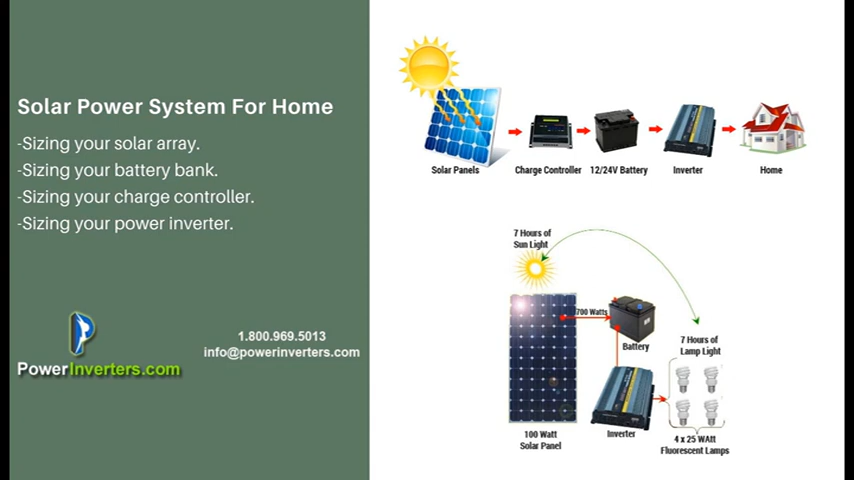 Solar Power System For Home
-Sizing your solar array.
-Sizing your battery bank.
-Sizing your charge controller.
-Sizing your power inverter.
1.800.969.5013
info@powerinverters.com
PowerInverters.com
Solar Panels
Charge Controller
12/24V Battery
Inverter
Home
7 Hours of
Sun Light
700 Watts
Battery
7 Hours of
Lamp Light
100 Watt
Solar Panel
Inverter
4 x 25 WAtt
Fluorescent Lamps